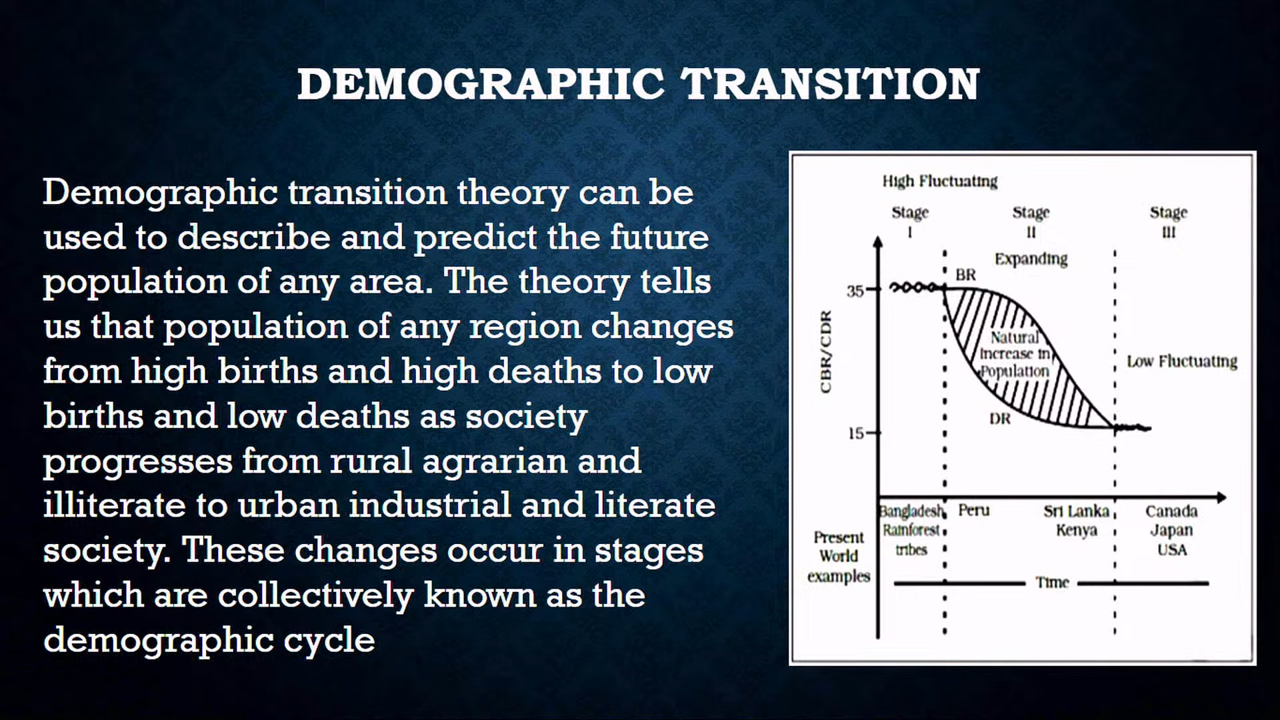 DEMOGRAPHIC TRANSITION
Demographic transition theory can be
used to describe and predict the future
population of any area. The theory tells
us that population of any region changes
from high births and high deaths to low
births and low deaths as society
progresses from rural agrarian and
illiterate to urban industrial and literate
society. These changes occur in stages
which are collectively known as the
demographic cycle
High Fluctuating
Stage
I
Stage
II
Stage
III
Expanding
BR
35
CBR/CDR
Natural
Increase in
Population
Low Fluctuating
DR
15
Present
World
examples
Bangladesh
Rainforest
tribes
Peru
Sri Lanka
Kenya
Canada
Japan
USA
Time